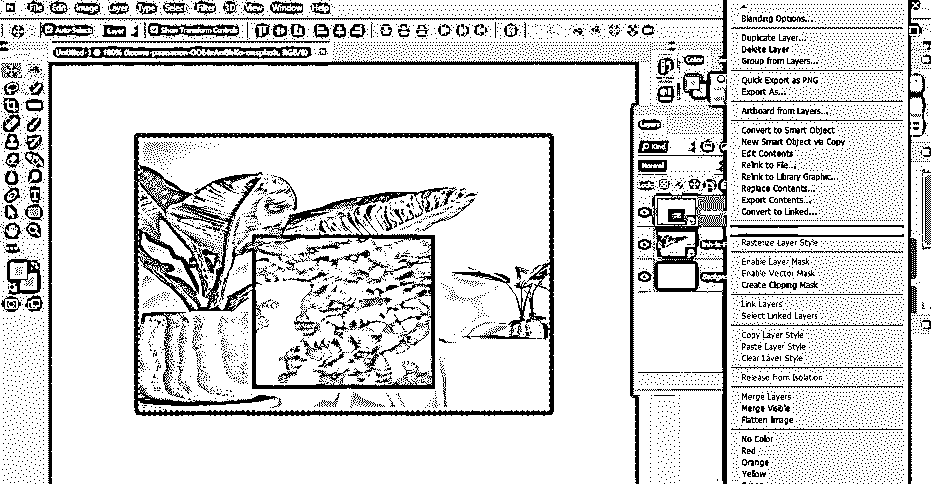 File Edit Image Layer Type Select Filter 3D View Window Help
Auto-Select: Layer Show Transform Controls
Color
Kind
Normal
Blending Options...
Duplicate Layer...
Delete Layer
Group from Layers...
Quick Export as PNG
Export As...
Artboard from Layers...
Convert to Smart Object
New Smart Object via Copy
Edit Contents
Relink to File...
Relink to Library Graphic...
Replace Contents...
Export Contents...
Convert to Linked...
Rasterize Layer Style
Enable Layer Mask
Enable Vector Mask
Create Clipping Mask
Link Layers
Select Linked Layers
Copy Layer Style
Paste Layer Style
Clear Layer Style
Release from Isolation
Merge Layers
Merge Visible
Flatten Image
No Color
Red
Orange
Yellow